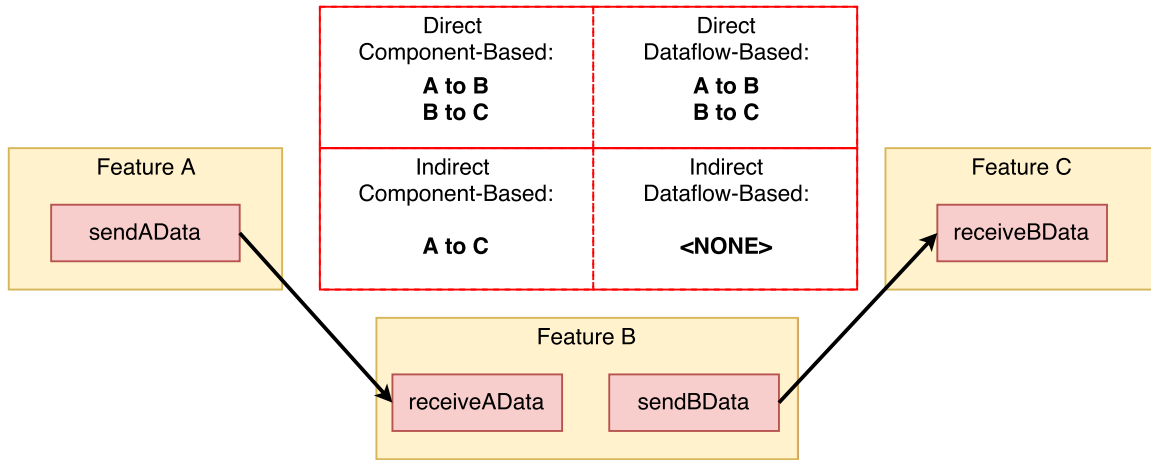 Direct
Component-Based:
A to B
B to C
Direct
Dataflow-Based:
A to B
B to C
Indirect
Component-Based:
A to C
Indirect
Dataflow-Based:
<NONE>
Feature A
sendAData
Feature C
receiveBData
Feature B
receiveAData
sendBData